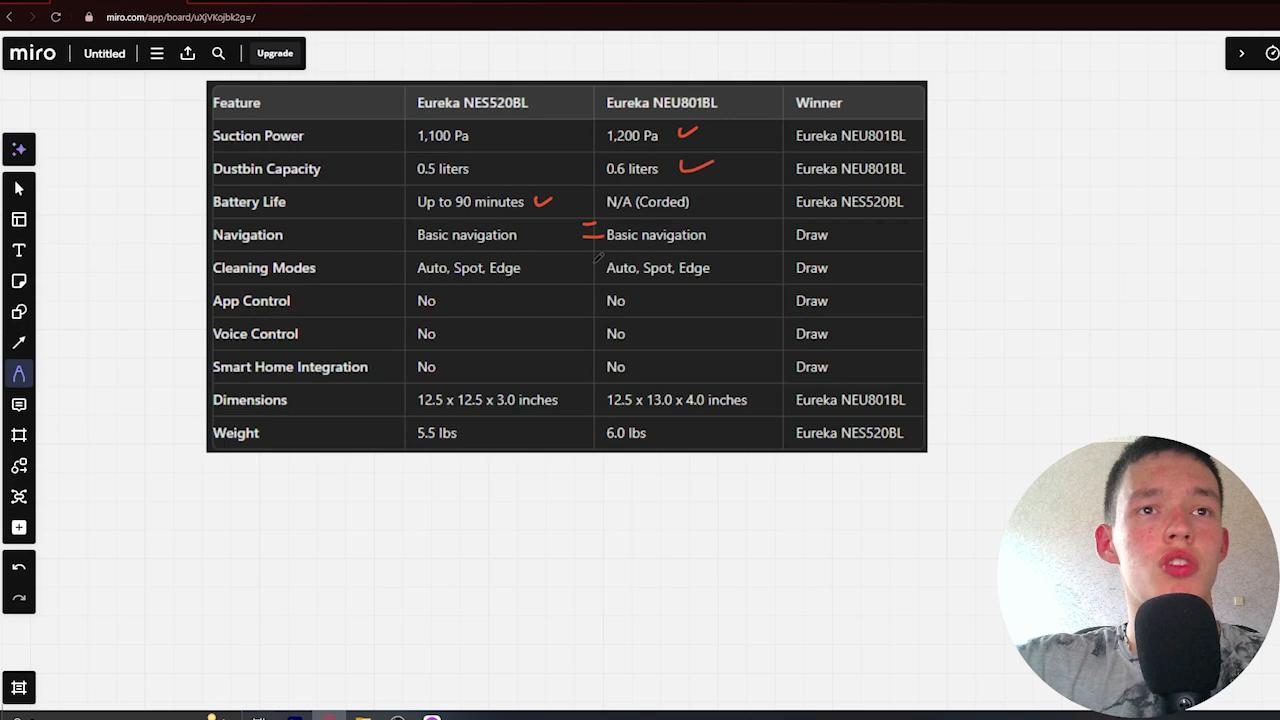 miro.com/app/board/uXjVKojbk2g=/
miro Untitled Upgrade
Feature Eureka NES520BL Eureka NEU801BL Winner
Suction Power 1,100 Pa 1,200 Pa Eureka NEU801BL
Dustbin Capacity 0.5 liters 0.6 liters Eureka NEU801BL
Battery Life Up to 90 minutes N/A (Corded) Eureka NES520BL
Navigation Basic navigation Basic navigation Draw
Cleaning Modes Auto, Spot, Edge Auto, Spot, Edge Draw
App Control No No Draw
Voice Control No No Draw
Smart Home Integration No No Draw
Dimensions 12.5 x 12.5 x 3.0 inches 12.5 x 13.0 x 4.0 inches Eureka NEU801BL
Weight 5.5 lbs 6.0 lbs Eureka NES520BL